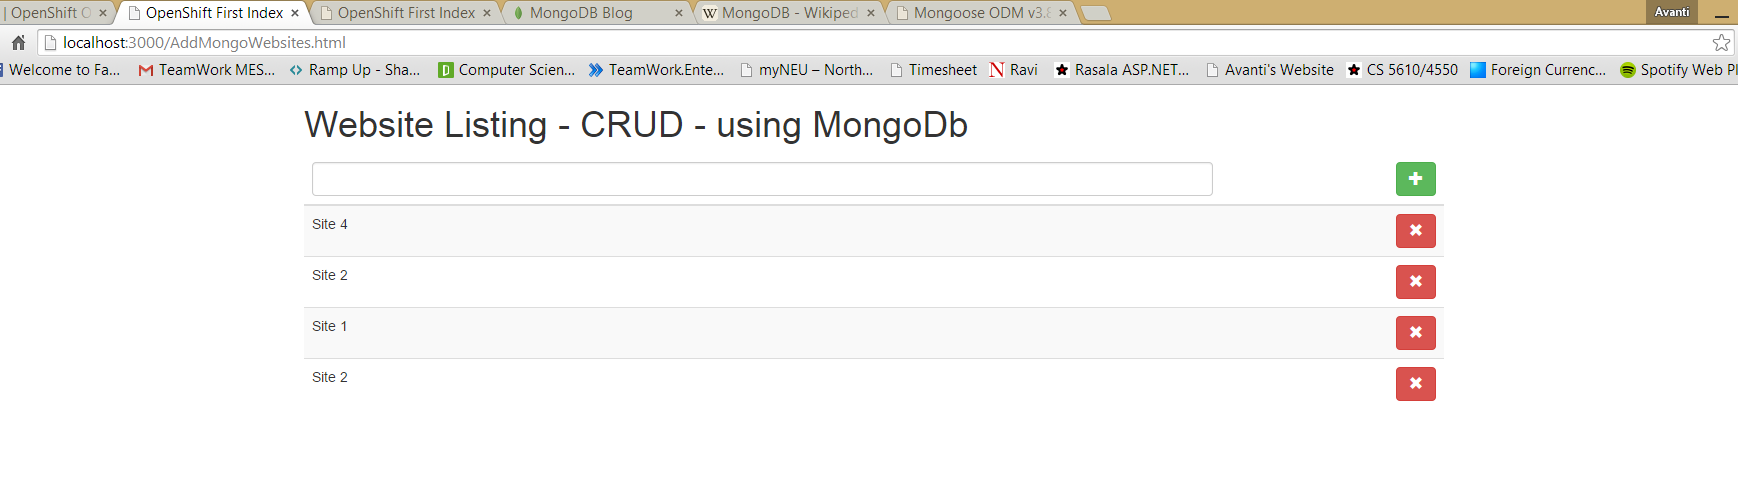 | OpenShift O × OpenShift First Index × OpenShift First Index × MongoDB Blog × W MongoDB - Wikiped × Mongoose ODM v3.8 × Avanti
localhost:3000/AddMongoWebsites.html
Welcome to Fa... TeamWork MES... Ramp Up - Sha... D Computer Scien... TeamWork.Ente... myNEU – North... Timesheet N Ravi Rasala ASP.NET... Avanti's Website CS 5610/4550 Foreign Currenc... Spotify Web Pl
Website Listing - CRUD - using MongoDb
Site 4
Site 2
Site 1
Site 2